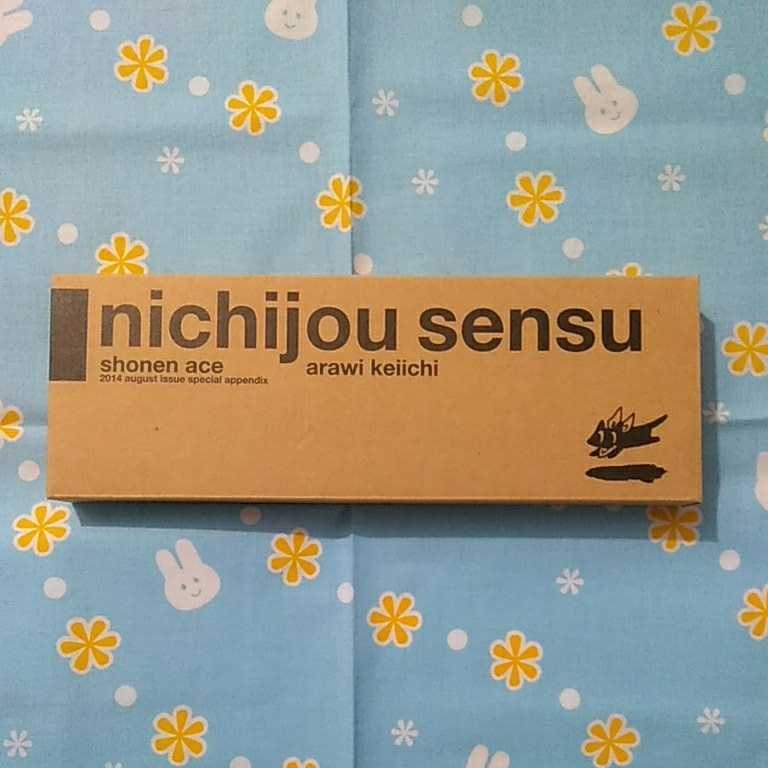 nichijou sensu
shonen ace arawi keiichi
2014 august issue special appendix